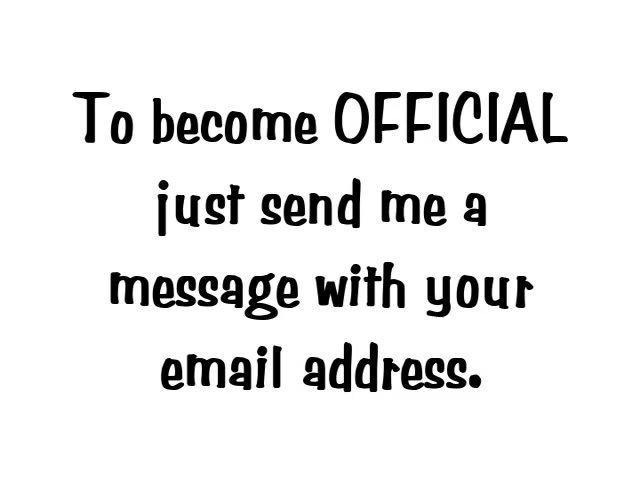 To become OFFICIAL
just send me a
message with your
email address.